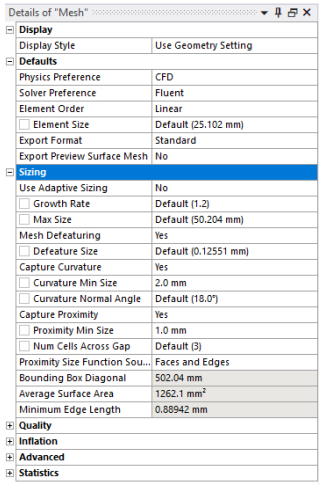 Details of "Mesh"
Display
Display Style Use Geometry Setting
Defaults
Physics Preference CFD
Solver Preference Fluent
Element Order Linear
Element Size Default (25.102 mm)
Export Format Standard
Export Preview Surface Mesh No
Sizing
Use Adaptive Sizing No
Growth Rate Default (1.2)
Max Size Default (50.204 mm)
Mesh Defeaturing Yes
Defeature Size Default (0.12551 mm)
Capture Curvature Yes
Curvature Min Size 2.0 mm
Curvature Normal Angle Default (18.0°)
Capture Proximity Yes
Proximity Min Size 1.0 mm
Num Cells Across Gap Default (3)
Proximity Size Function Sou... Faces and Edges
Bounding Box Diagonal 502.04 mm
Average Surface Area 1262.1 mm²
Minimum Edge Length 0.88942 mm
Quality
Inflation
Advanced
Statistics